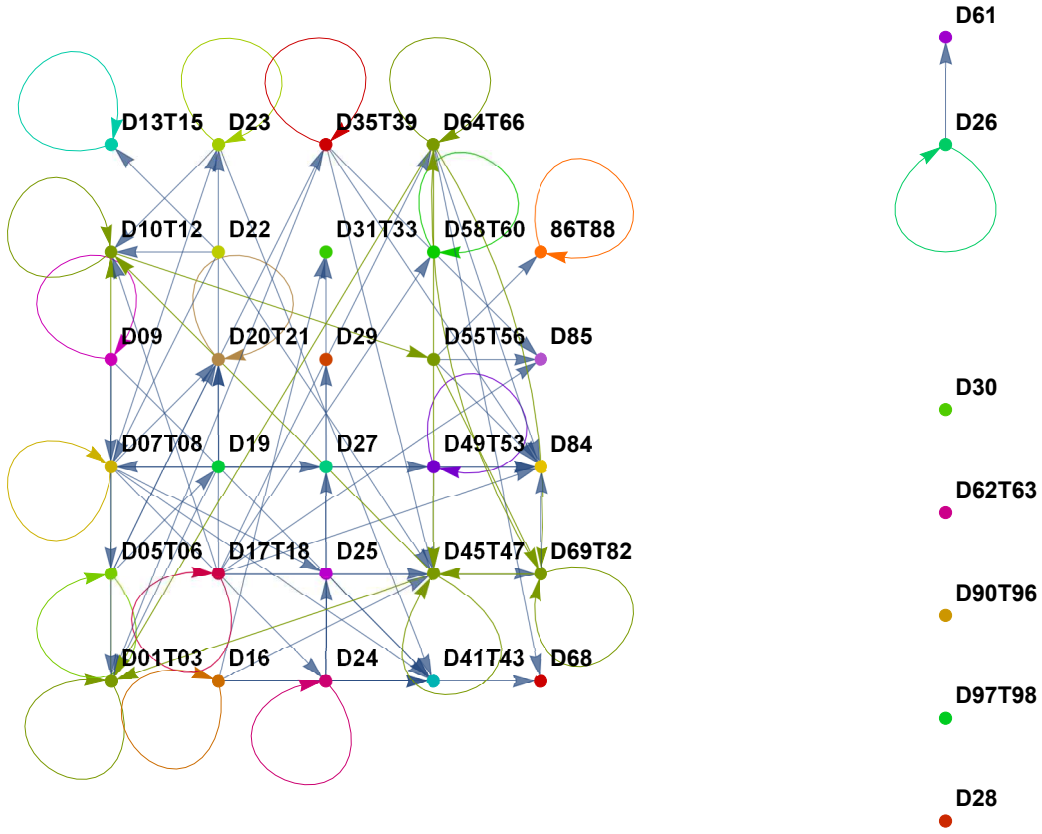 D61
D13T15 D23 D35T39 D64T66 D26
D10T12 D22 D31T33 D58T60 86T88
D09 D20T21 D29 D55T56 D85
D30
D07T08 D19 D27 D49T53 D84
D62T63
D05T06 D17T18 D25 D45T47 D69T82
D90T96
D01T03 D16 D24 D41T43 D68
D97T98
D28